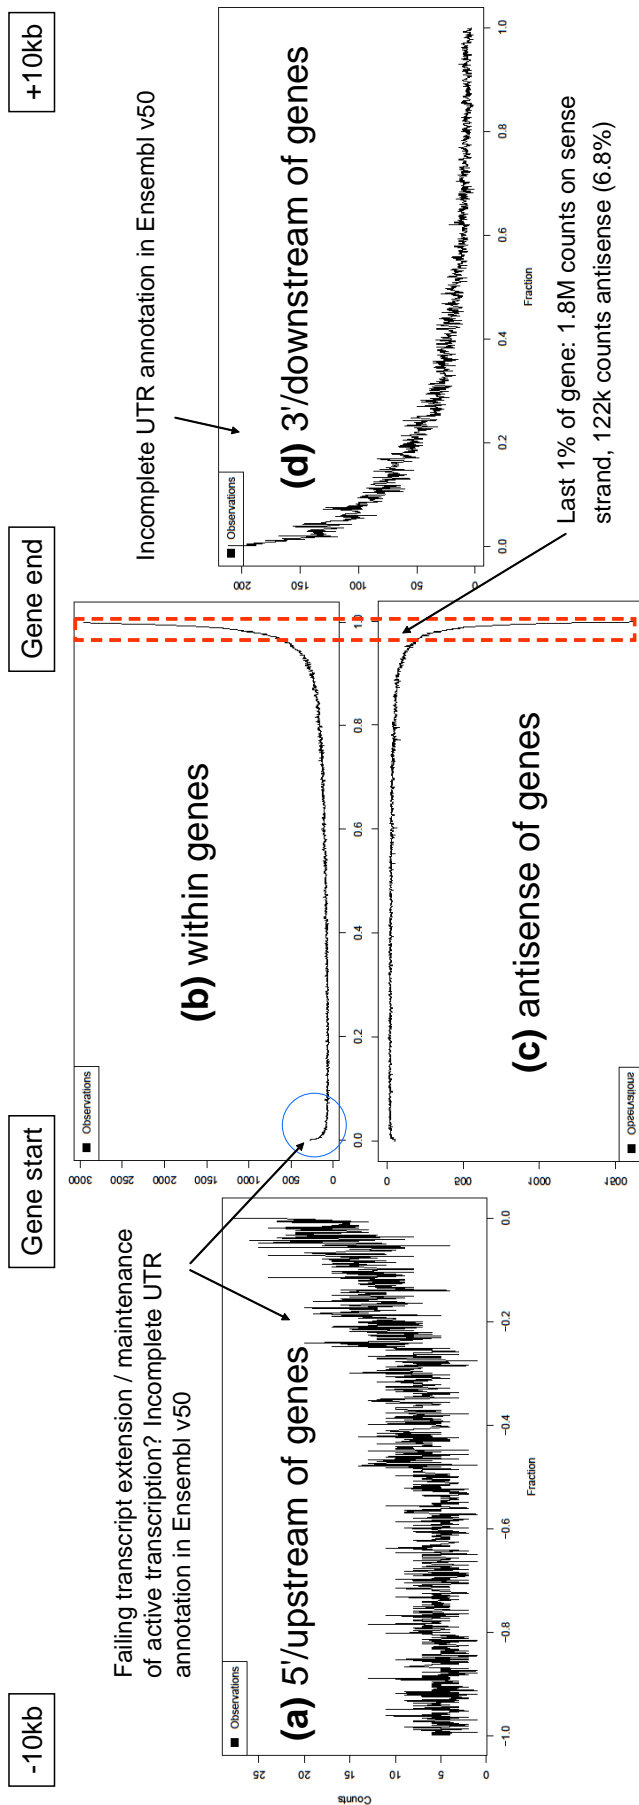 -10kb
Gene start
Gene end
+10kb
Failing transcript extension / maintenance
of active transcription? Incomplete UTR
annotation in Ensembl v50
Incomplete UTR annotation in Ensembl v50
Observations
(a) 5'/upstream of genes
Counts
0
5
10
15
20
25
-1.0
-0.8
-0.6
-0.4
-0.2
0.0
Fraction
Observations
(b) within genes
0
500
1000
1500
2000
2500
3000
0.0
0.2
0.4
0.6
0.8
1.0
(c) antisense of genes
0
500
1000
1500
Observations
Observations
(d) 3'/downstream of genes
0
50
100
150
200
0.0
0.2
0.4
0.6
0.8
1.0
Fraction
Last 1% of gene: 1.8M counts on sense
strand, 122k counts antisense (6.8%)